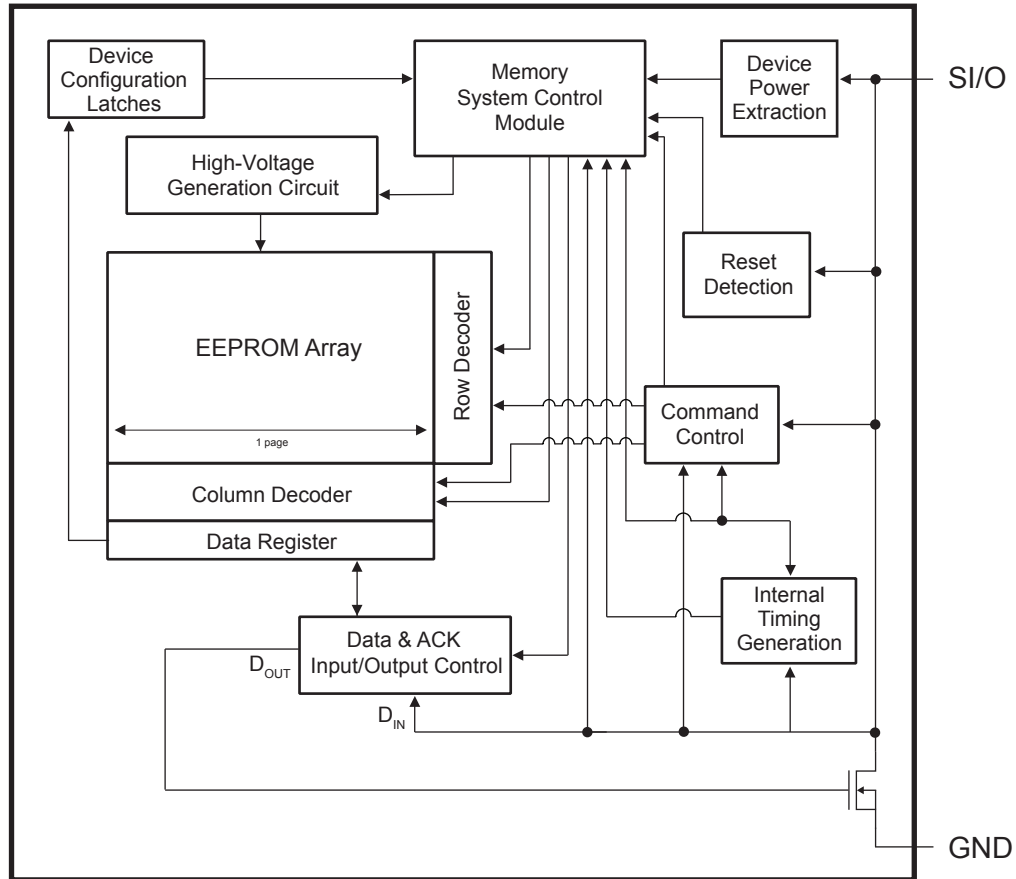 Device
Configuration
Latches
Memory
System Control
Module
Device
Power
Extraction
SI/O
High-Voltage
Generation Circuit
Reset
Detection
EEPROM Array
Row Decoder
1 page
Command
Control
Column Decoder
Data Register
Internal
Timing
Generation
Data & ACK
Input/Output Control
DOUT
DIN
GND